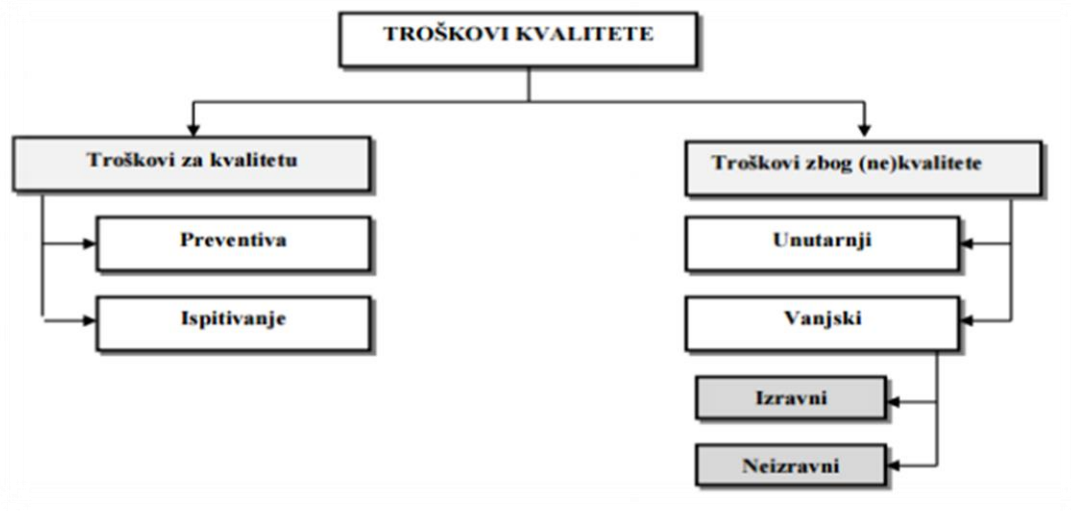 TROŠKOVI KVALITETE
Troškovi za kvalitetu
Preventiva
Ispitivanje
Troškovi zbog (ne)kvalitete
Unutarnji
Vanjski
Izravni
Neizravni